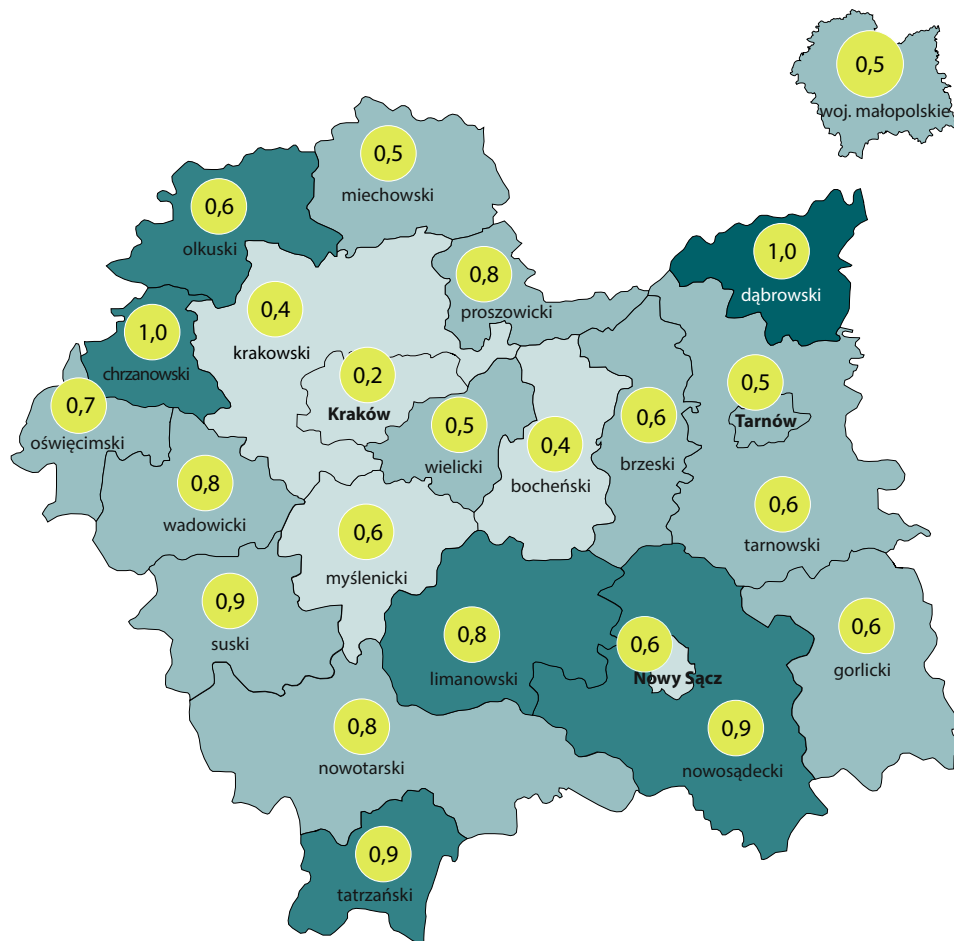 0,5
woj. małopolskie
0,5
miechowski
0,6
olkuski
1,0
dąbrowski
0,8
proszowicki
0,4
krakowski
1,0
chrzanowski
0,2
Kraków
0,5
Tarnów
0,7
oświęcimski
0,5
wielicki
0,6
brzeski
0,4
bocheński
0,8
wadowicki
0,6
tarnowski
0,6
myślenicki
0,9
suski
0,8
limanowski
0,6
Nowy Sącz
0,6
gorlicki
0,8
nowotarski
0,9
nowosądecki
0,9
tatrzański